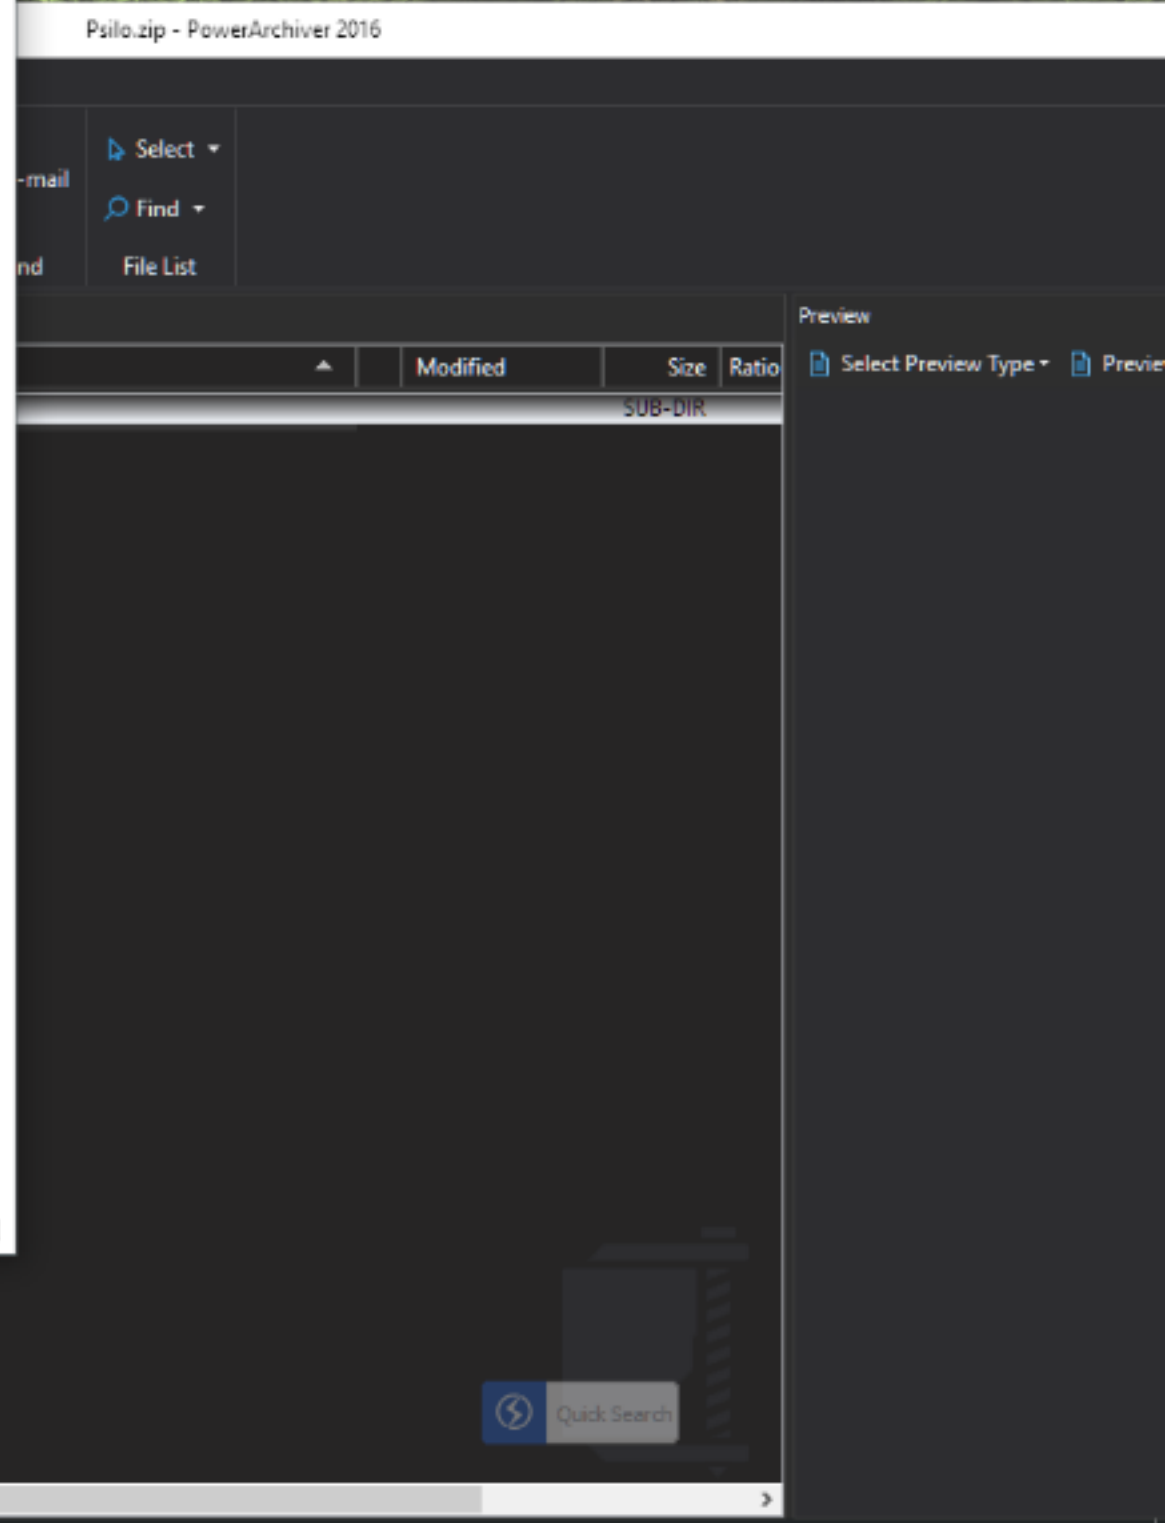 Psilo.zip - PowerArchiver 2016
Select
-mail
Find
nd
File List
Preview
Modified
Size
Ratio
Select Preview Type
Previe
SUB-DIR
Quick Search